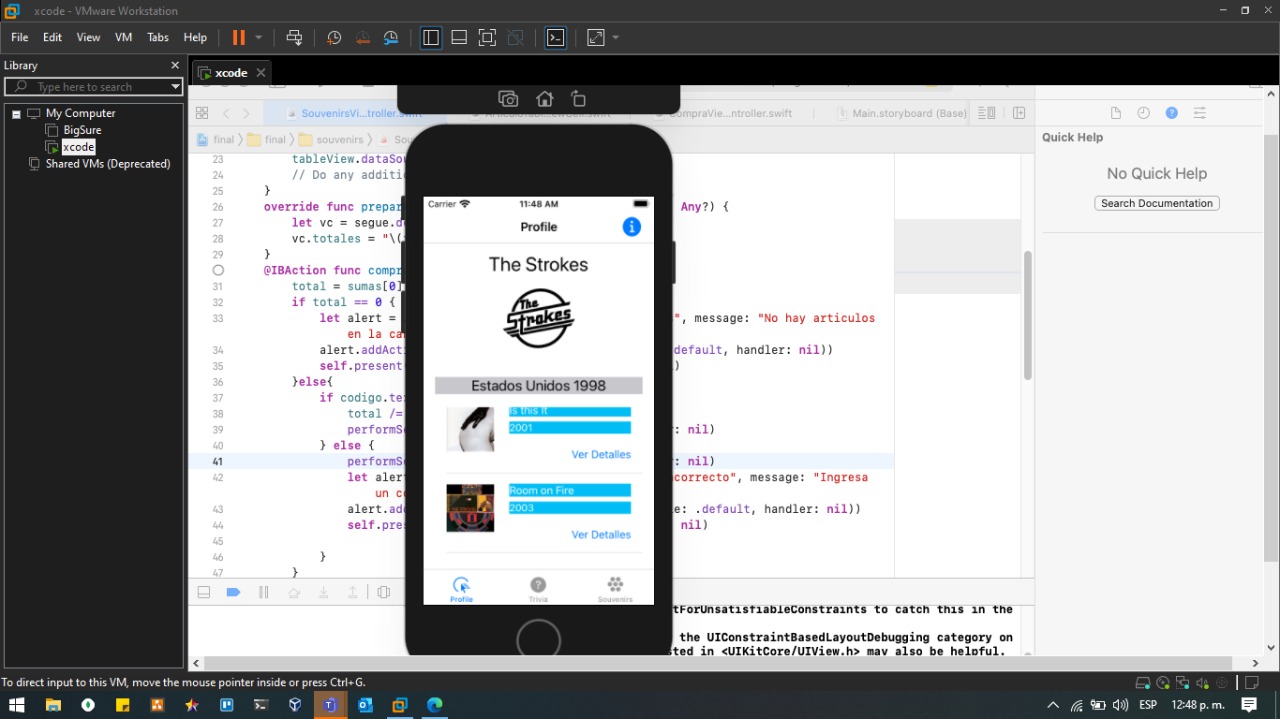 xcode - VMware Workstation
File Edit View VM Tabs Help
Library
Type here to search
xcode
My Computer
BigSure
xcode
Shared VMs (Deprecated)
SouvenirsVi...troller.swift
CompraVie...ntroller.swift
Main.storyboard (Base)
final
final
souvenirs
Sou
23 tableView.dataSou
24 // Do any additi
25 }
26 override func prepar Any?) {
27 let vc = segue.d
28 vc.totales = "\(
29 }
@IBAction func compr
31 total = sumas[0]
32 if total == 0 {
33 let alert = ", message: "No hay articulos
en la ca
34 alert.addActi default, handler: nil))
35 self.present )
36 }else{
37 if codigo.te
38 total /=
39 performSe : nil)
40 } else {
41 performSe : nil)
42 let aler ncorrecto", message: "Ingresa
un co
43 alert.add e: .default, handler: nil))
44 self.pres nil)
45
46 }
47 }
Carrier 11:48 AM
Profile
The Strokes
The Strokes
Estados Unidos 1998
Is this It
2001
Ver Detalles
Room on Fire
2003
Ver Detalles
Profile Trivia Souvenirs
Quick Help
No Quick Help
Search Documentation
tForUnsatisfiableConstraints to catch this in the
the UIConstraintBasedLayoutDebugging category on
ted in <UIKitCore/UIView.h> may also be helpful.
To direct input to this VM, move the mouse pointer inside or press Ctrl+G.
ESP 12:48 p. m.